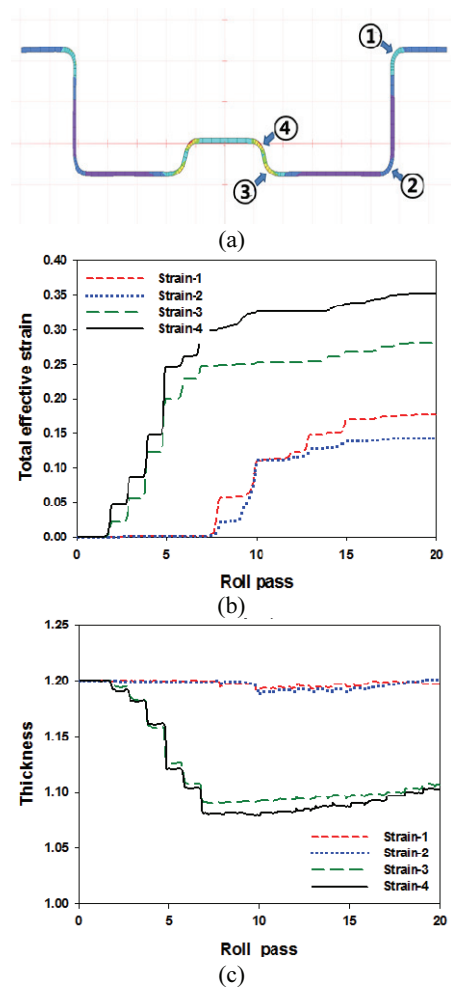 ①
④
③
②
(a)
0.40
0.35
0.30
0.25
0.20
0.15
0.10
0.05
0.00
Total effective strain
Strain-1
Strain-2
Strain-3
Strain-4
0 5 10 15 20
Roll pass
(b)
1.25
1.20
1.15
1.10
1.05
1.00
Thickness
Strain-1
Strain-2
Strain-3
Strain-4
0 5 10 15 20
Roll pass
(c)